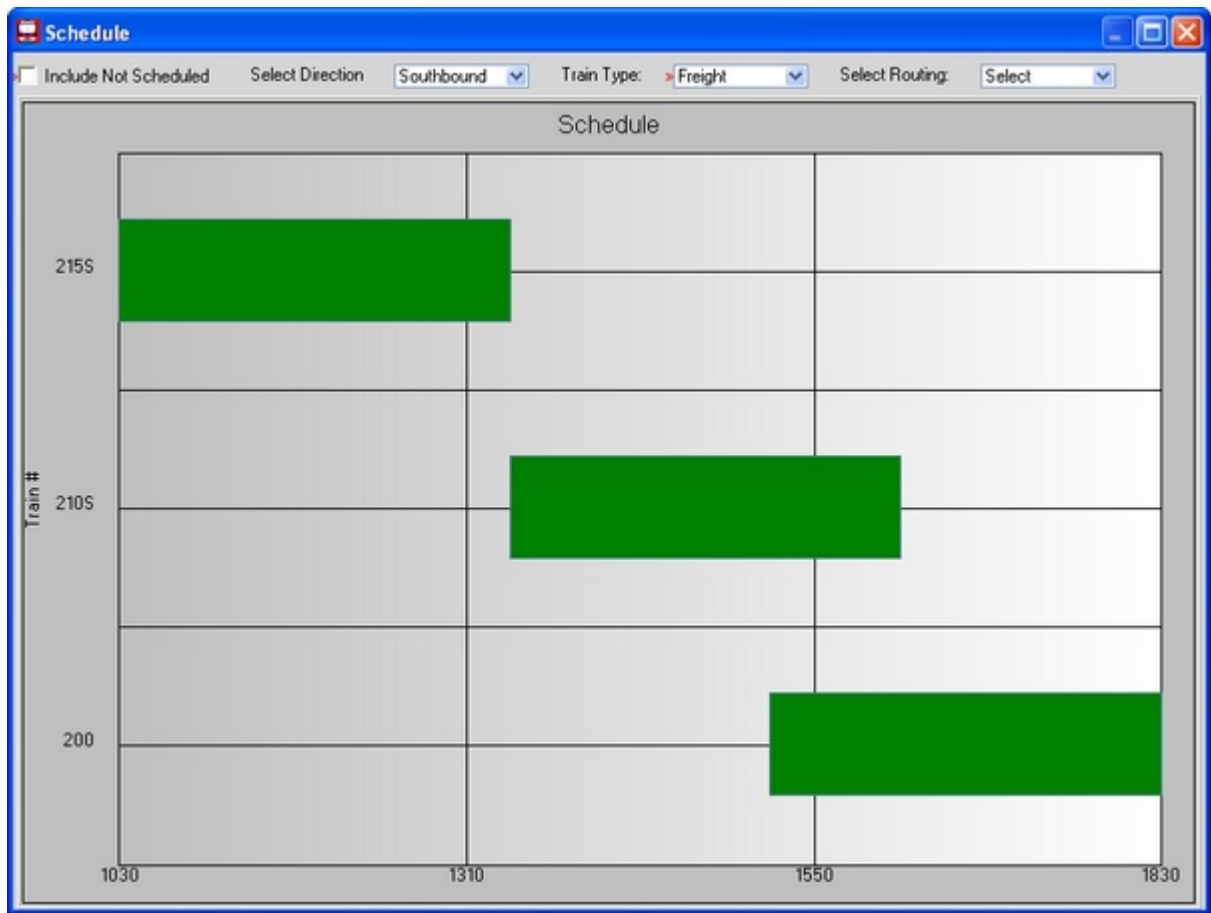 Schedule
Include Not Scheduled Select Direction Southbound Train Type: » Freight Select Routing: Select
Schedule
215S
Train #
210S
200
1030 1310 1550 1830